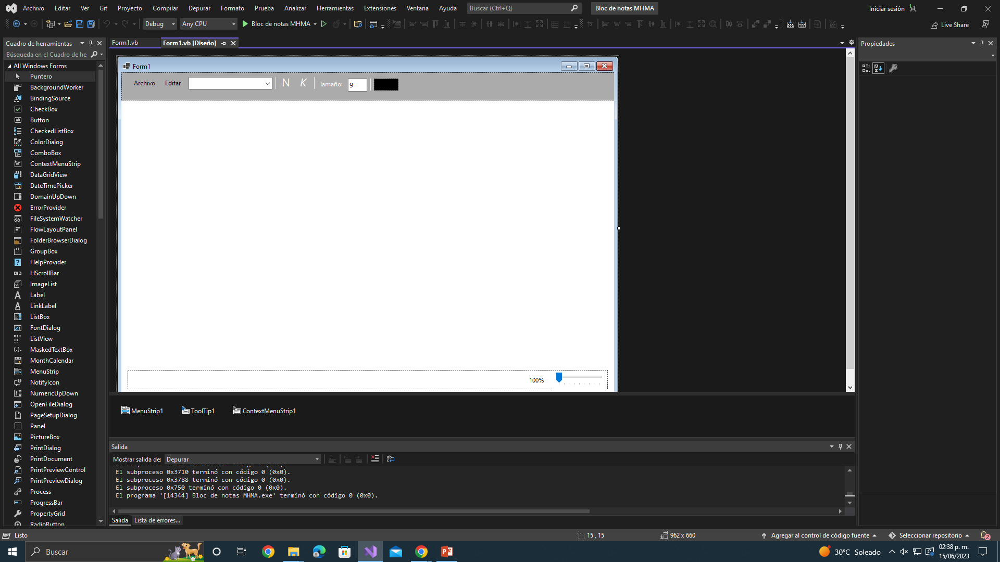 Archivo Editar Ver Git Proyecto Compilar Depurar Formato Prueba Analizar Herramientas Extensiones Ventana Ayuda Buscar (Ctrl+Q) Bloc de notas MHMA Iniciar sesión
Debug Any CPU Bloc de notas MHMA Live Share
Cuadro de herramientas
Búsqueda en el Cuadro de he
All Windows Forms
Puntero
BackgroundWorker
BindingSource
CheckBox
Button
CheckedListBox
ColorDialog
ComboBox
ContextMenuStrip
DataGridView
DateTimePicker
DomainUpDown
ErrorProvider
FileSystemWatcher
FlowLayoutPanel
FolderBrowserDialog
GroupBox
HelpProvider
HScrollBar
ImageList
Label
LinkLabel
ListBox
FontDialog
ListView
MaskedTextBox
MonthCalendar
MenuStrip
NotifyIcon
NumericUpDown
OpenFileDialog
PageSetupDialog
Panel
PictureBox
PrintDialog
PrintDocument
PrintPreviewControl
PrintPreviewDialog
Process
ProgressBar
PropertyGrid
RadioButton
Form1.vb Form1.vb [Diseño]
Form1
Archivo Editar N K Tamaño: 9
100%
MenuStrip1 ToolTip1 ContextMenuStrip1
Salida
Mostrar salida de: Depurar
El subproceso 0x3710 terminó con código 0 (0x0).
El subproceso 0x3788 terminó con código 0 (0x0).
El subproceso 0x750 terminó con código 0 (0x0).
El programa '[14344] Bloc de notas MHMA.exe' terminó con código 0 (0x0).
Salida Lista de errores...
Propiedades
Listo 15 , 15 962 x 660 Agregar al control de código fuente Seleccionar repositorio 2
Buscar 30°C Soleado 02:38 p. m.
15/06/2023